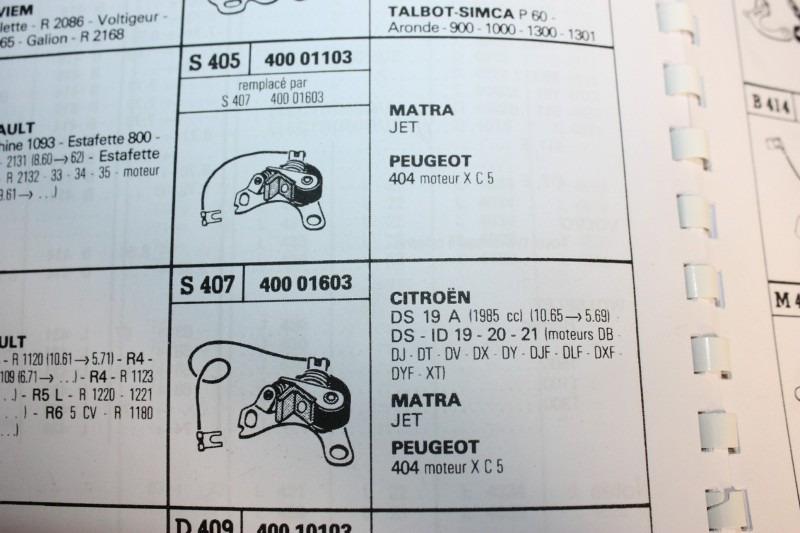 VIEM
lette - R 2086 - Voltigeur -
65 - Galion - R 2168
TALBOT-SIMCA P 60 -
Aronde - 900 - 1000 - 1300 - 1301
S 405 400 01103
remplacé par
S 407 400 01603
AULT
hine 1093 - Estafette 800 -
- 2131 (8.60→62) - Estafette
- R 2132 - 33 - 34 - 35 - moteur
9.61→ ...)
MATRA
JET
PEUGEOT
404 moteur X C 5
S 407 400 01603
ULT
- R 1120 (10.61→5.71) - R4 -
109 (6.71→ ...) - R4 - R 1123
...) - R5 L - R 1220 - 1221
...) - R6 5 CV - R 1180
...)
CITROËN
DS 19 A (1985 cc) (10.65→5.69) -
DS - ID 19 - 20 - 21 (moteurs DB -
DJ - DT - DV - DX - DY - DJF - DLF - DXF -
DYF - XT)
MATRA
JET
PEUGEOT
404 moteur X C 5
D 409 400 10103
B 414
M 4